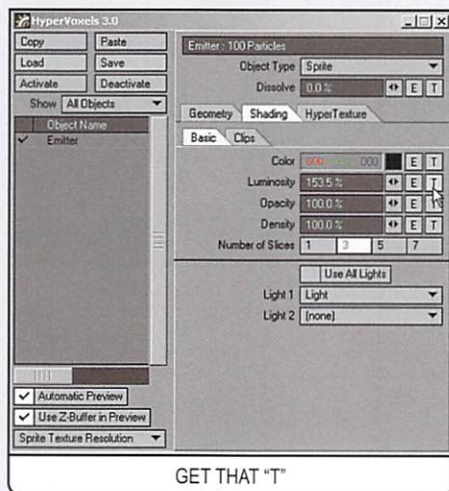 HyperVoxels 3.0
Copy Paste
Load Save
Activate Deactivate
Show All Objects
Object Name
Emitter
Automatic Preview
Use Z-Buffer in Preview
Sprite Texture Resolution
Emitter : 100 Particles
Object Type Sprite
Dissolve 0.0 % E T
Geometry Shading HyperTexture
Basic Clips
Color 000 000 000 E T
Luminosity 153.5 % E T
Opacity 100.0 % E T
Density 100.0 % E T
Number of Slices 1 3 5 7
Use All Lights
Light 1 Light
Light 2 (none)
GET THAT "T"